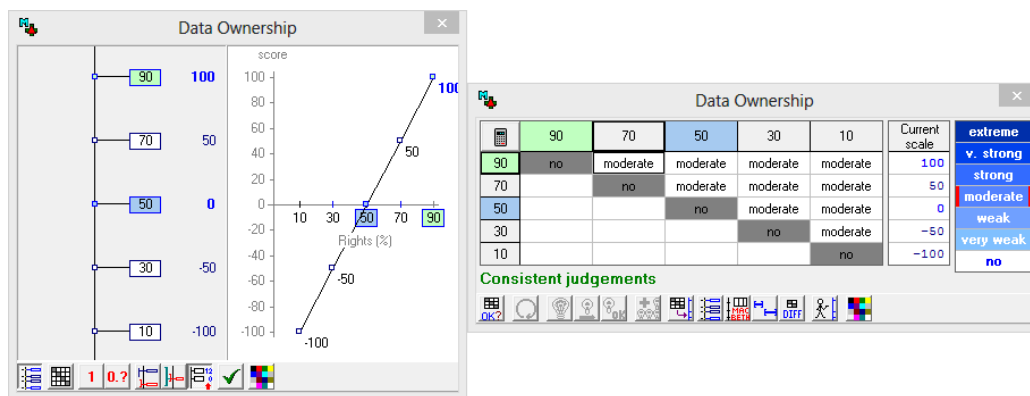 Data Ownership
90 100
70 50
50 0
30 -50
10 -100
score
100
80
60
40
20
0
-20
-40
-60
-80
-100
100
50
-50
-100
10 30 50 70 90
Rights (%)
1 0.?
Data Ownership
90 70 50 30 10 Current scale
90 no moderate moderate moderate moderate 100
70 no moderate moderate moderate 50
50 no moderate moderate 0
30 no moderate -50
10 no -100
extreme
v. strong
strong
moderate
weak
very weak
no
Consistent judgements
OK? OK MAC BETH DIFF